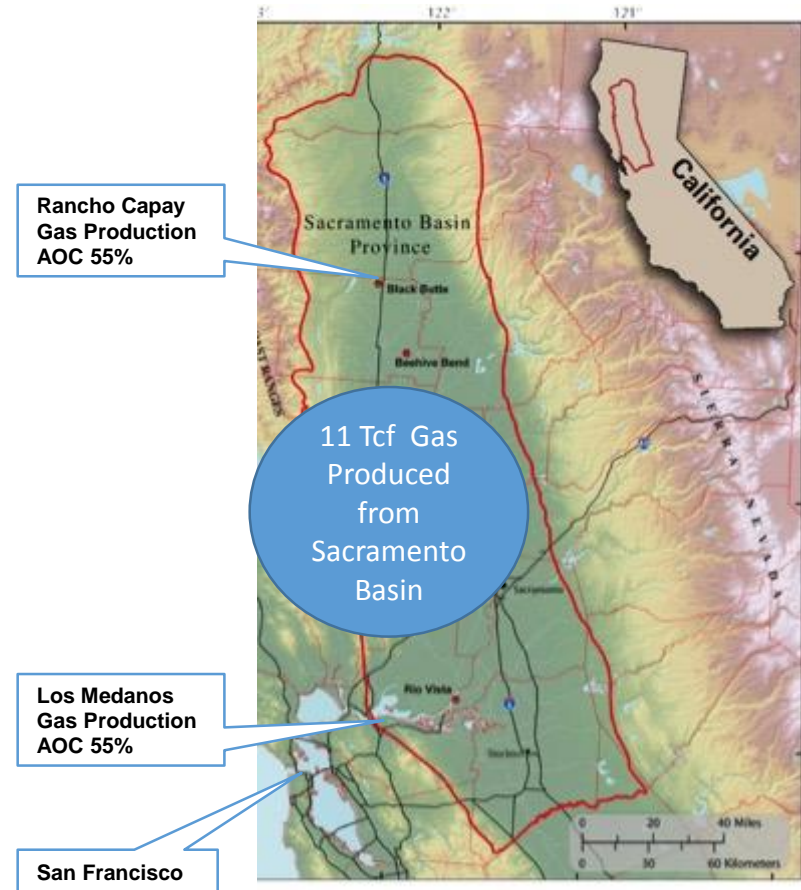 122
121
California
Rancho Capay
Gas Production
AOC 55%
Sacramento Basin
Province
Black Butte
Beehive Bend
RANGES
SIERRA NEVADA
11 Tcf Gas
Produced
from
Sacramento
Basin
Sacramento
Los Medanos
Gas Production
AOC 55%
Rio Vista
Stockton
0 20 40 Miles
0 30 60 Kilometers
San Francisco